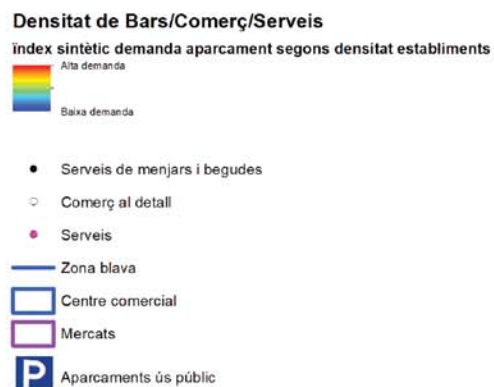 Densitat de Bars/Comerç/Serveis
ïndex sintètic demanda aparcament segons densitat establiments
Alta demanda
Baixa demanda
Serveis de menjars i begudes
Comerç al detall
Serveis
Zona blava
Centre comercial
Mercats
P Aparcaments ús públic